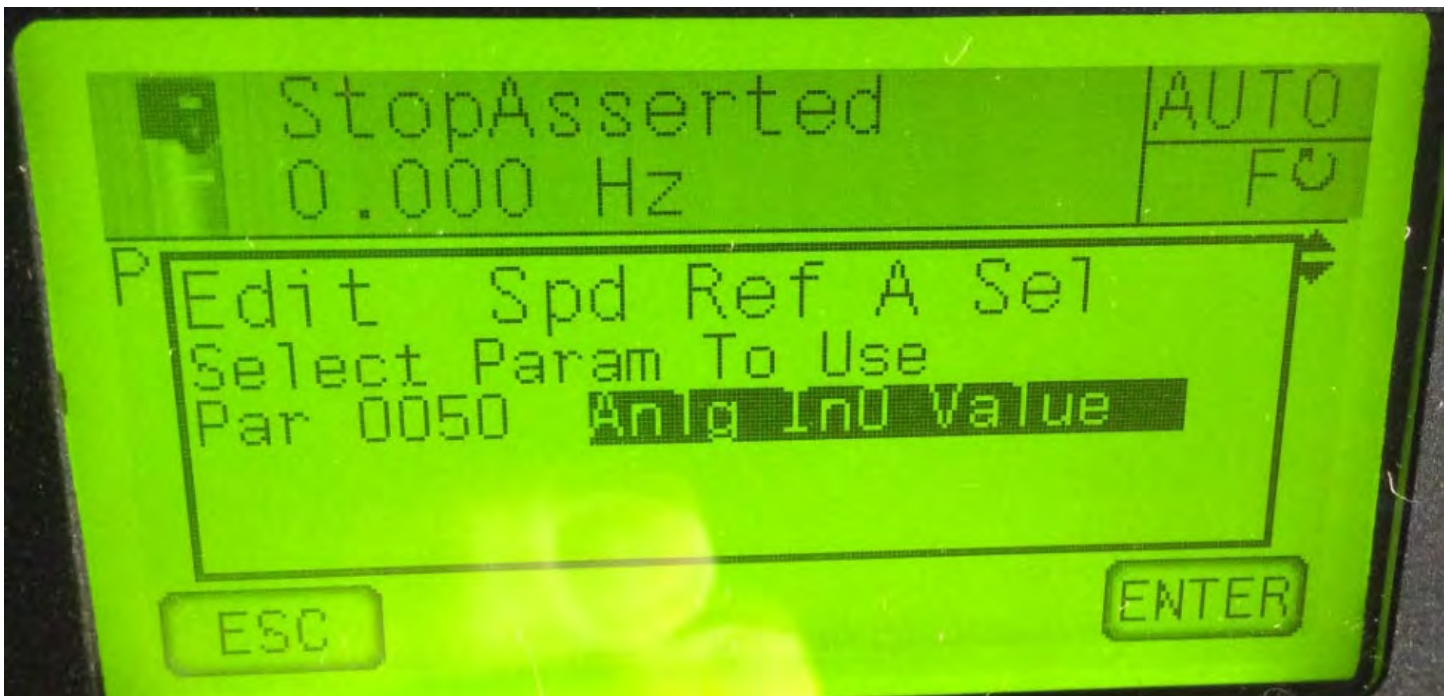 StopAsserted
AUTO
0.000 Hz
F
P
Edit Spd Ref A Sel
Select Param To Use
Par 0050 Anlg In0 Value
ESC
ENTER